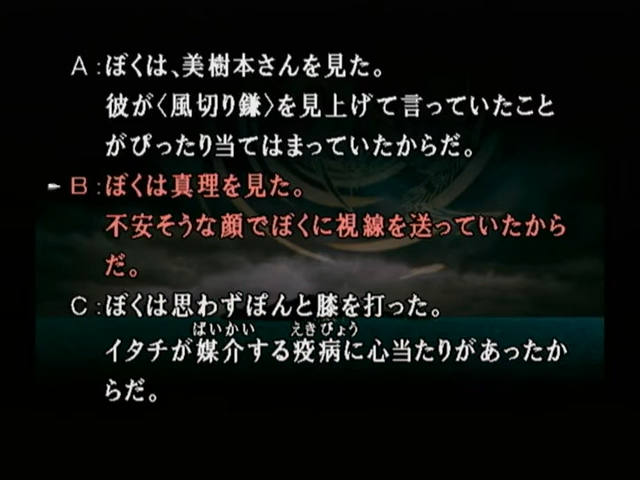 A：ぼくは、美樹本さんを見た。
彼が〈風切り鎌〉を見上げて言っていたこと
がぴったり当てはまっていたからだ。
B：ぼくは真理を見た。
不安そうな顔でぼくに視線を送っていたから
だ。
C：ぼくは思わずぽんと膝を打った。
ばいかい えきびょう
イタチが媒介する疫病に心当たりがあったか
らだ。